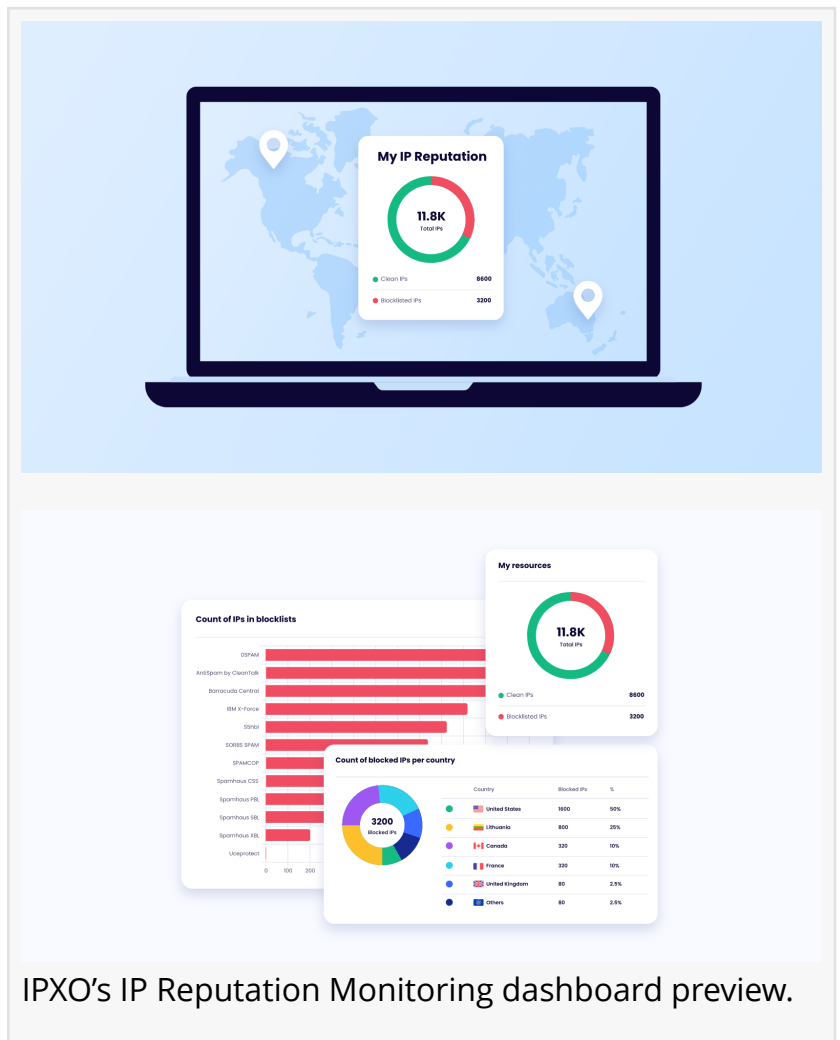 My IP Reputation
11.8K
Total IPs
Clean IPs 8600
Blocklisted IPs 3200
My resources
11.8K
Total IPs
Clean IPs 8600
Blocklisted IPs 3200
Count of IPs in blocklists
0SPAM
AntiSpam by CleanTalk
Barracuda Central
IBM X-Force
S5hbl
SORBS SPAM
SPAMCOP
Spamhaus CSS
Spamhaus PBL
Spamhaus SBL
Spamhaus XBL
Uceprotect
0 100 200
Count of blocked IPs per country
3200
Blocked IPs
Country Blocked IPs %
United States 1600 50%
Lithuania 800 25%
Canada 320 10%
France 320 10%
United Kingdom 80 2.5%
Others 80 2.5%
IPXO’s IP Reputation Monitoring dashboard preview.